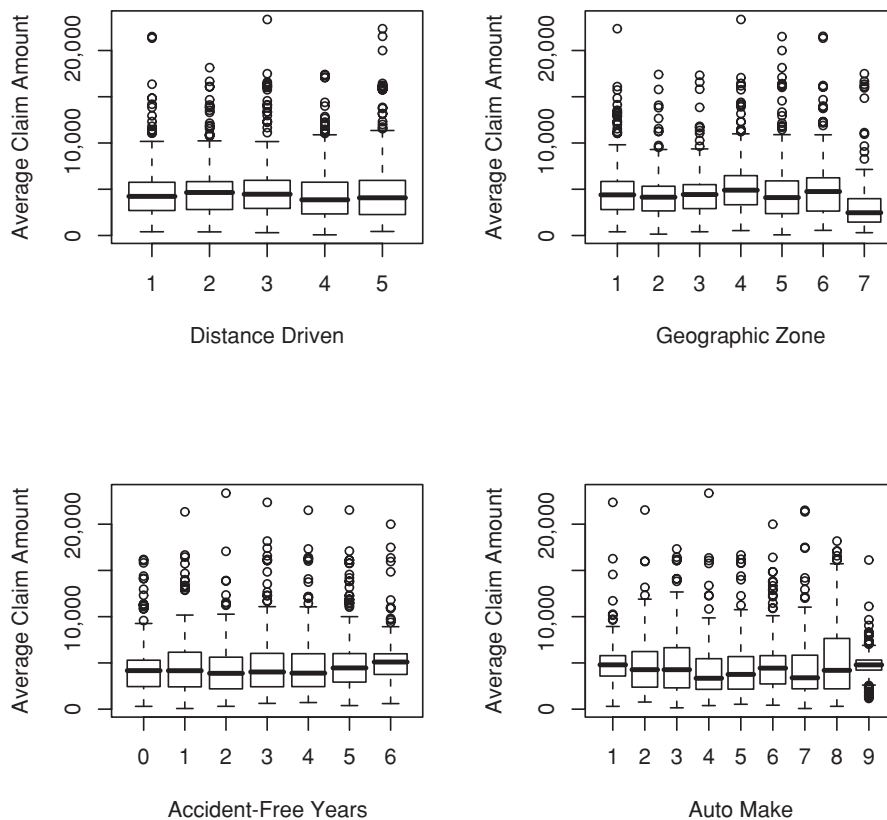 Average Claim Amount
20,000
10,000
0
1 2 3 4 5
Distance Driven
Average Claim Amount
20,000
10,000
0
1 2 3 4 5 6 7
Geographic Zone
Average Claim Amount
20,000
10,000
0
0 1 2 3 4 5 6
Accident-Free Years
Average Claim Amount
20,000
10,000
0
1 2 3 4 5 6 7 8 9
Auto Make